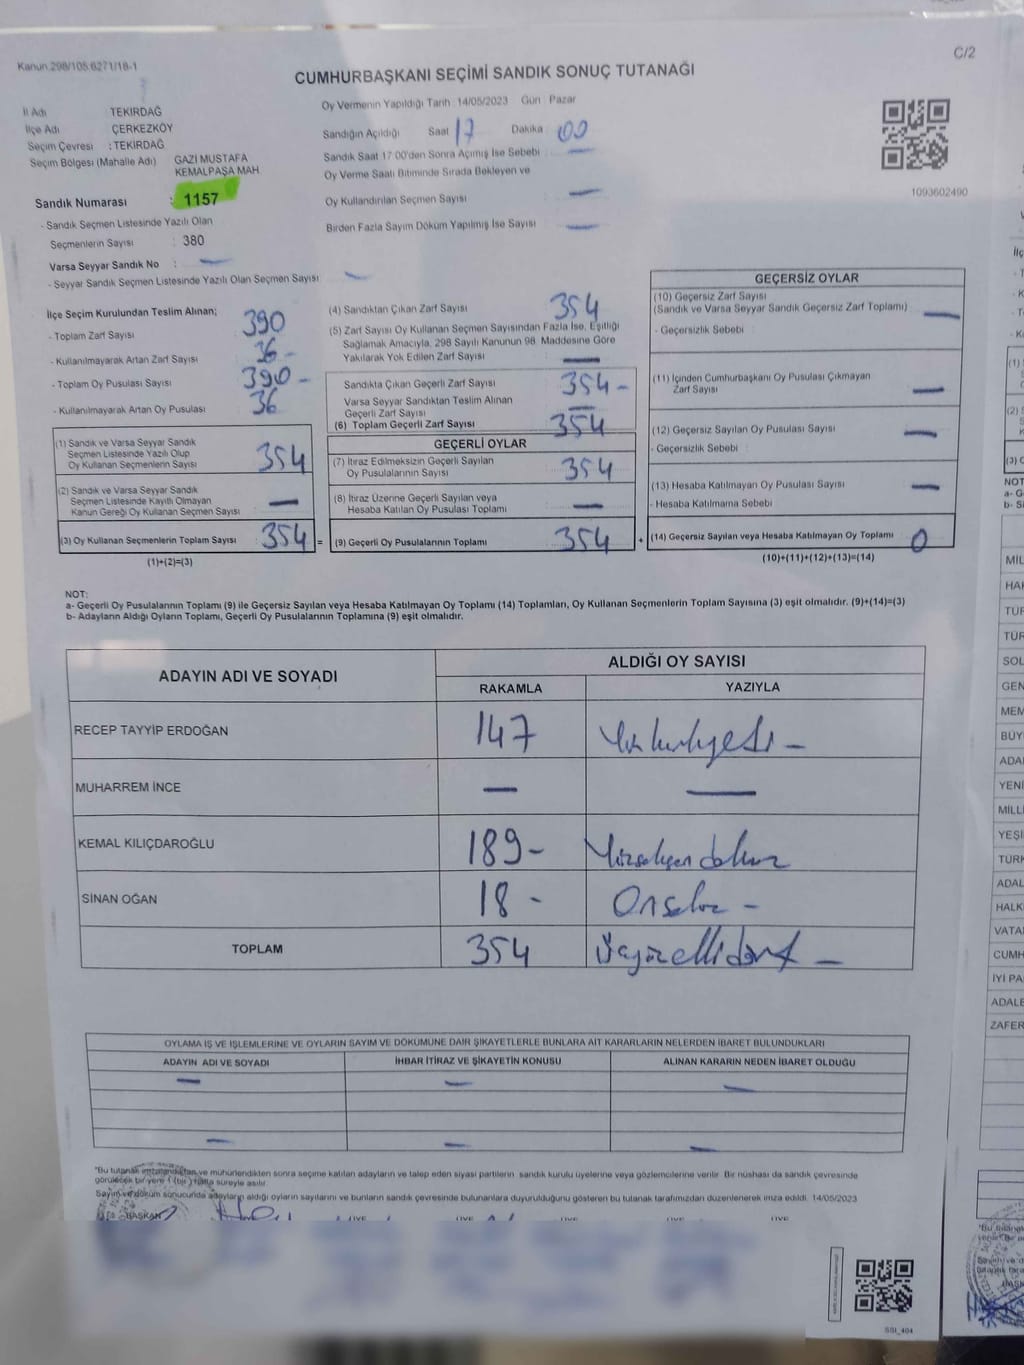 C/2
Kanun.298/105.6271/18-1
CUMHURBAŞKANI SEÇİMİ SANDIK SONUÇ TUTANAĞI
İl Adı : TEKİRDAĞ
İlçe Adı : ÇERKEZKÖY
Seçim Çevresi : TEKİRDAĞ
Seçim Bölgesi (Mahalle Adı) GAZİ MUSTAFA
KEMALPAŞA MAH.
Sandık Numarası : 1157
- Sandık Seçmen Listesinde Yazılı Olan
Seçmenlerin Sayısı : 380
Varsa Seyyar Sandık No : —
- Seyyar Sandık Seçmen Listesinde Yazılı Olan Seçmen Sayısı : —
Oy Vermenin Yapıldığı Tarih : 14/05/2023 Gün : Pazar
Sandığın Açıldığı Saat 17 Dakika : 00
Sandık Saat 17:00'den Sonra Açılmış İse Sebebi : —
Oy Verme Saati Bitiminde Sırada Bekleyen ve
Oy Kullandırılan Seçmen Sayısı : —
Birden Fazla Sayım Döküm Yapılmış İse Sayısı : —
1093602490
İlçe Seçim Kurulundan Teslim Alınan;
- Toplam Zarf Sayısı : 390
- Kullanılmayarak Artan Zarf Sayısı : 36 -
- Toplam Oy Pusulası Sayısı : 390 -
- Kullanılmayarak Artan Oy Pusulası : 36
(1) Sandık ve Varsa Seyyar Sandık
Seçmen Listesinde Yazılı Olup
Oy Kullanan Seçmenlerin Sayısı : 354
(2) Sandık ve Varsa Seyyar Sandık
Seçmen Listesinde Kayıtlı Olmayan
Kanun Gereği Oy Kullanan Seçmen Sayısı : —
(3) Oy Kullanan Seçmenlerin Toplam Sayısı : 354 =
(1)+(2)=(3)
(4) Sandıktan Çıkan Zarf Sayısı : 354
(5) Zarf Sayısı Oy Kullanan Seçmen Sayısından Fazla İse, Eşitliği
Sağlamak Amacıyla, 298 Sayılı Kanunun 98. Maddesine Göre
Yakılarak Yok Edilen Zarf Sayısı : —
Sandıkta Çıkan Geçerli Zarf Sayısı : 354 -
Varsa Seyyar Sandıktan Teslim Alınan
Geçerli Zarf Sayısı : —
(6) Toplam Geçerli Zarf Sayısı : 354
GEÇERLİ OYLAR
(7) İtiraz Edilmeksizin Geçerli Sayılan
Oy Pusulalarının Sayısı : 354
(8) İtiraz Üzerine Geçerli Sayılan veya
Hesaba Katılan Oy Pusulası Toplamı : —
(9) Geçerli Oy Pusulalarının Toplamı : 354 +
GEÇERSİZ OYLAR
(10) Geçersiz Zarf Sayısı
(Sandık ve Varsa Seyyar Sandık Geçersiz Zarf Toplamı) : —
- Geçersizlik Sebebi :
(11) İçinden Cumhurbaşkanı Oy Pusulası Çıkmayan
Zarf Sayısı : —
(12) Geçersiz Sayılan Oy Pusulası Sayısı : —
- Geçersizlik Sebebi :
(13) Hesaba Katılmayan Oy Pusulası Sayısı : —
- Hesaba Katılmama Sebebi :
(14) Geçersiz Sayılan veya Hesaba Katılmayan Oy Toplamı : 0
(10)+(11)+(12)+(13)=(14)
NOT:
a- Geçerli Oy Pusulalarının Toplamı (9) ile Geçersiz Sayılan veya Hesaba Katılmayan Oy Toplamı (14) Toplamları, Oy Kullanan Seçmenlerin Toplam Sayısına (3) eşit olmalıdır. (9)+(14)=(3)
b- Adayların Aldığı Oyların Toplamı, Geçerli Oy Pusulalarının Toplamına (9) eşit olmalıdır.
ADAYIN ADI VE SOYADI ALDIĞI OY SAYISI
RAKAMLA YAZIYLA
RECEP TAYYİP ERDOĞAN 147 Yüzkırkyedi -
MUHARREM İNCE — —
KEMAL KILIÇDAROĞLU 189 - Yüzseksen dokuz
SİNAN OĞAN 18 - Onsekiz -
TOPLAM 354 Üçyüzellidört -
OYLAMA İŞ VE İŞLEMLERİNE VE OYLARIN SAYIM VE DÖKÜMÜNE DAİR ŞİKAYETLERLE BUNLARA AİT KARARLARIN NELERDEN İBARET BULUNDUKLARI
ADAYIN ADI VE SOYADI İHBAR İTİRAZ VE ŞİKAYETİN KONUSU ALINAN KARARIN NEDEN İBARET OLDUĞU
— — —
— — —
"Bu tutanak imzalandıktan ve mühürlendikten sonra seçime katılan adayların ve talep eden siyasi partilerin sandık kurulu üyelerine veya gözlemcilerine verilir. Bir nüshası da sandık çevresinde
görülecek bir yere 1 (bir) hafta süreyle asılır.
Sayım ve döküm sonucunda adayların aldığı oyların sayılarını ve bunların sandık çevresinde bulunanlara duyurulduğunu gösteren bu tutanak tarafımızdan düzenlenerek imza edildi. 14/05/2023
BAŞKAN ÜYE ÜYE ÜYE ÜYE ÜYE
SSI_404